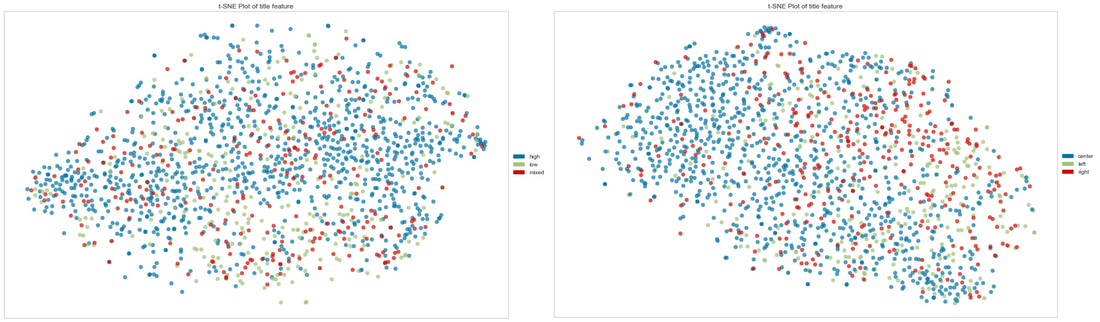 t-SNE Plot of title feature
high
low
mixed
t-SNE Plot of title feature
center
left
right